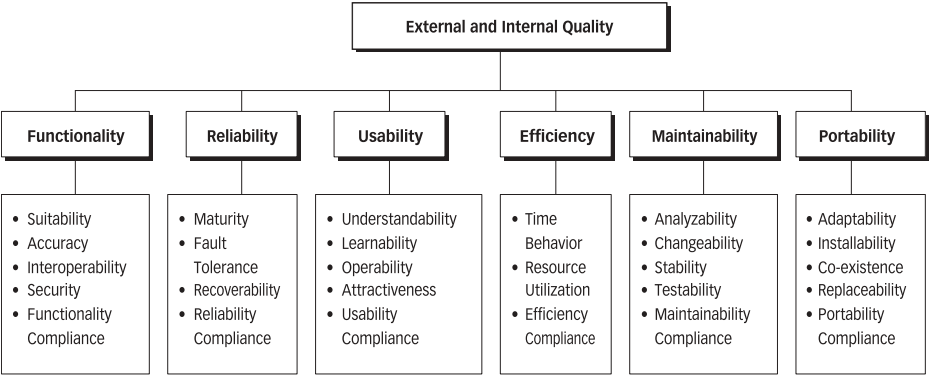 External and Internal Quality
Functionality
Reliability
Usability
Efficiency
Maintainability
Portability
• Suitability
• Accuracy
• Interoperability
• Security
• Functionality
Compliance
• Maturity
• Fault
Tolerance
• Recoverability
• Reliability
Compliance
• Understandability
• Learnability
• Operability
• Attractiveness
• Usability
Compliance
• Time
Behavior
• Resource
Utilization
• Efficiency
Compliance
• Analyzability
• Changeability
• Stability
• Testability
• Maintainability
Compliance
• Adaptability
• Installability
• Co-existence
• Replaceability
• Portability
Compliance